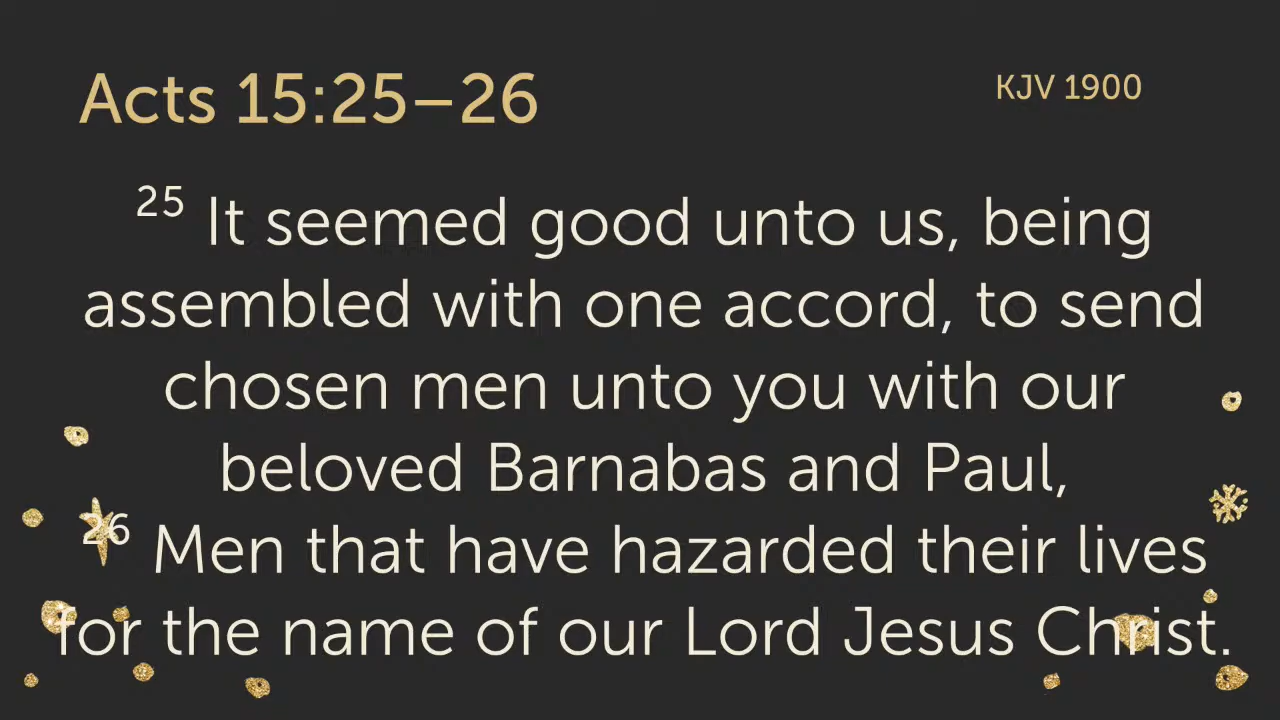 Acts 15:25–26
KJV 1900
25 It seemed good unto us, being
assembled with one accord, to send
chosen men unto you with our
beloved Barnabas and Paul,
26 Men that have hazarded their lives
for the name of our Lord Jesus Christ.